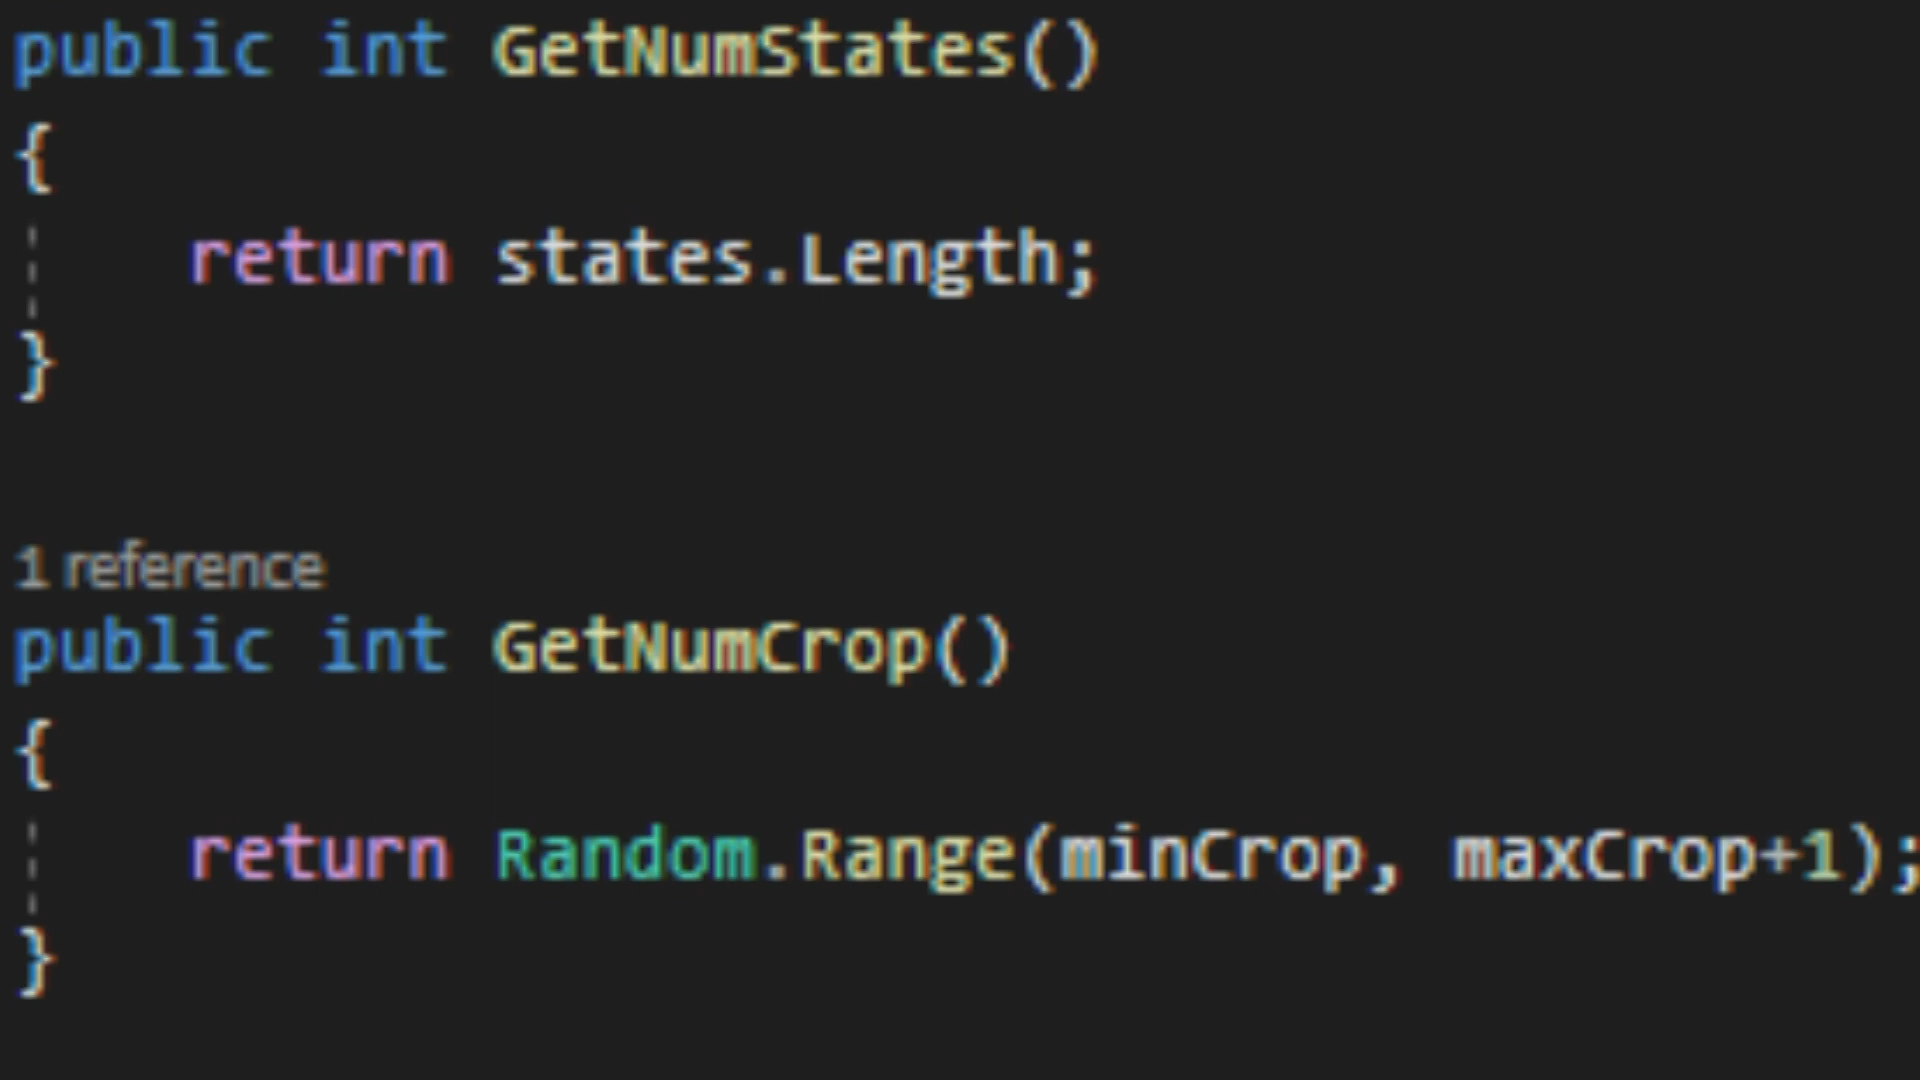 public int GetNumStates()
{
return states.Length;
}
1 reference
public int GetNumCrop()
{
return Random.Range(minCrop, maxCrop+1);
}